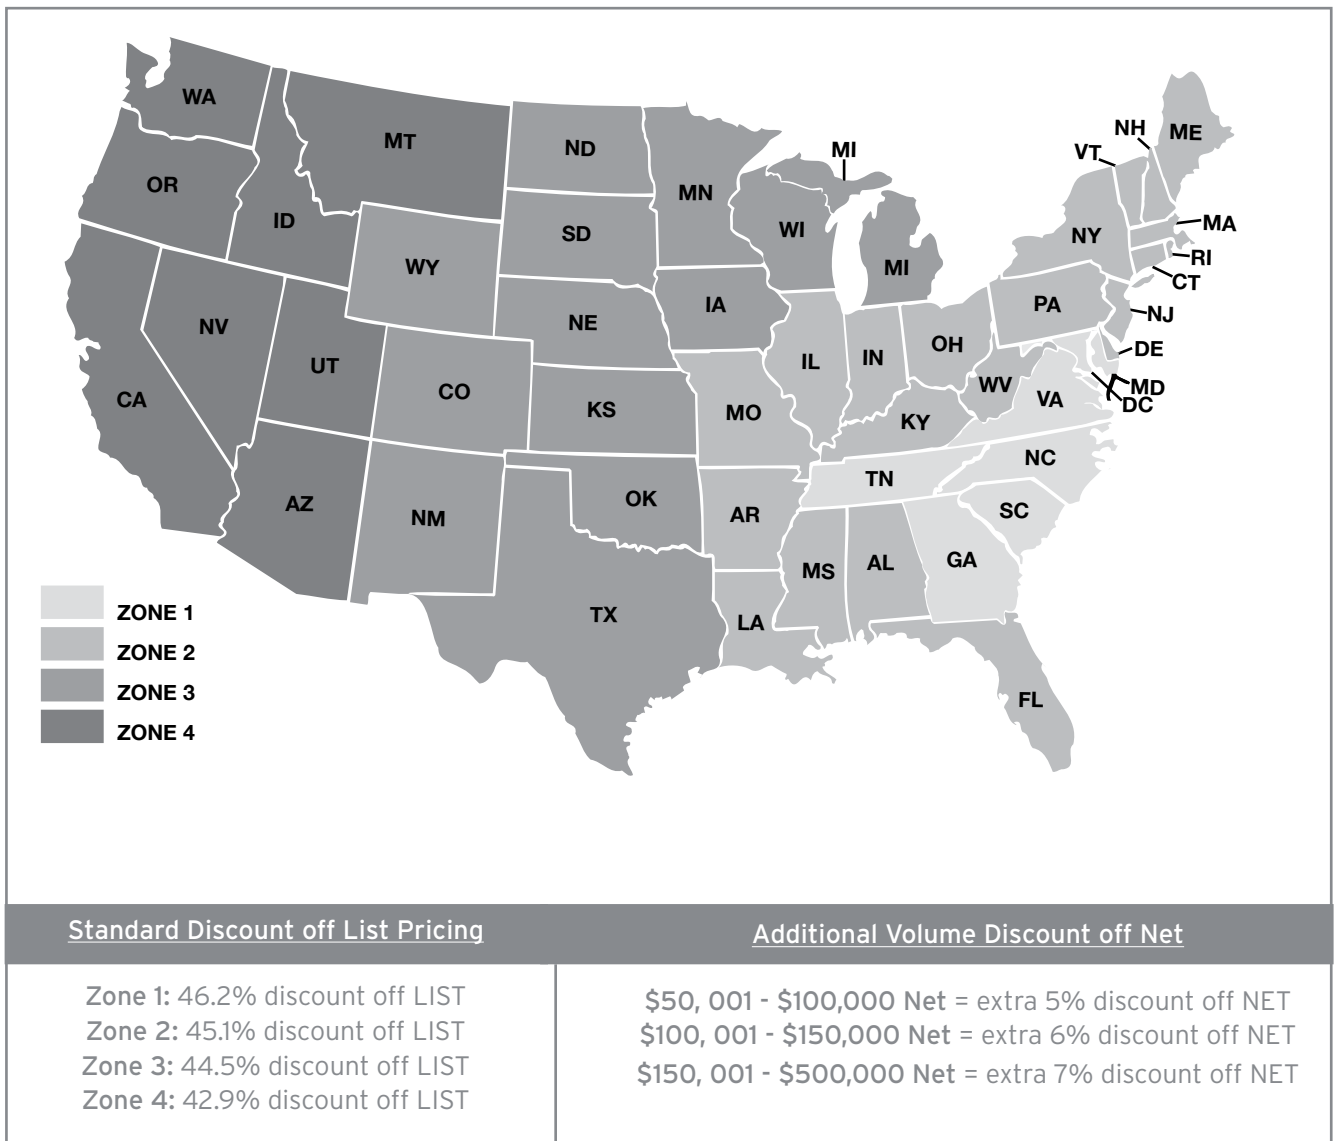 WA
MT
ND
MN
MI
NH
ME
VT
OR
ID
SD
WI
NY
MA
WY
MI
RI
CT
NV
NE
IA
PA
NJ
UT
CO
IL
IN
OH
DE
CA
KS
MO
WV
VA
MD
DC
KY
NC
TN
AZ
NM
OK
AR
SC
MS
AL
GA
TX
LA
FL
ZONE 1
ZONE 2
ZONE 3
ZONE 4
Standard Discount off List Pricing
Zone 1: 46.2% discount off LIST
Zone 2: 45.1% discount off LIST
Zone 3: 44.5% discount off LIST
Zone 4: 42.9% discount off LIST
Additional Volume Discount off Net
$50, 001 - $100,000 Net = extra 5% discount off NET
$100, 001 - $150,000 Net = extra 6% discount off NET
$150, 001 - $500,000 Net = extra 7% discount off NET